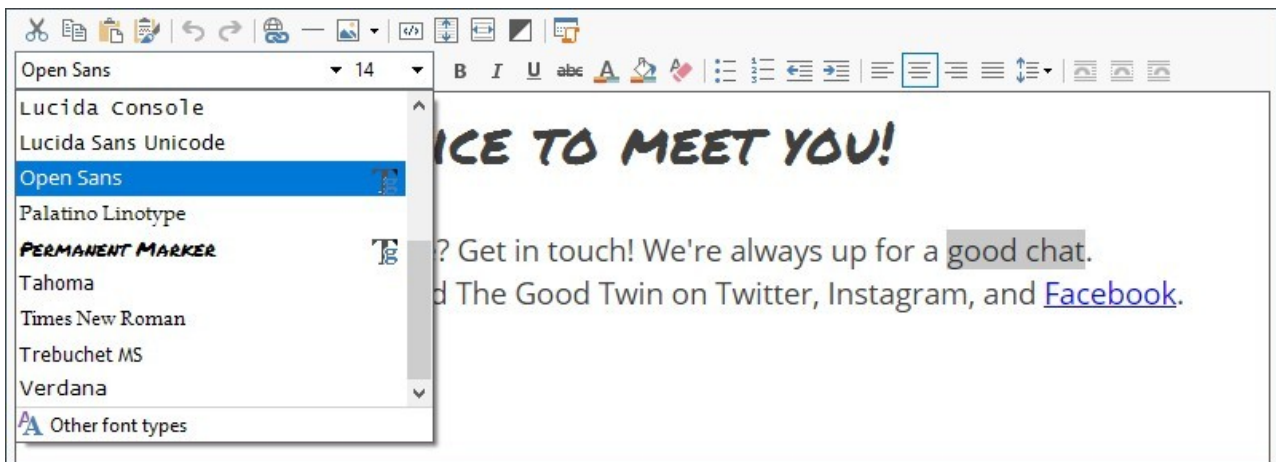 Open Sans 14 B I U abc A
Lucida Console
Lucida Sans Unicode
Open Sans
Palatino Linotype
PERMANENT MARKER
Tahoma
Times New Roman
Trebuchet MS
Verdana
Other font types
ICE TO MEET YOU!
? Get in touch! We're always up for a good chat.
d The Good Twin on Twitter, Instagram, and Facebook.